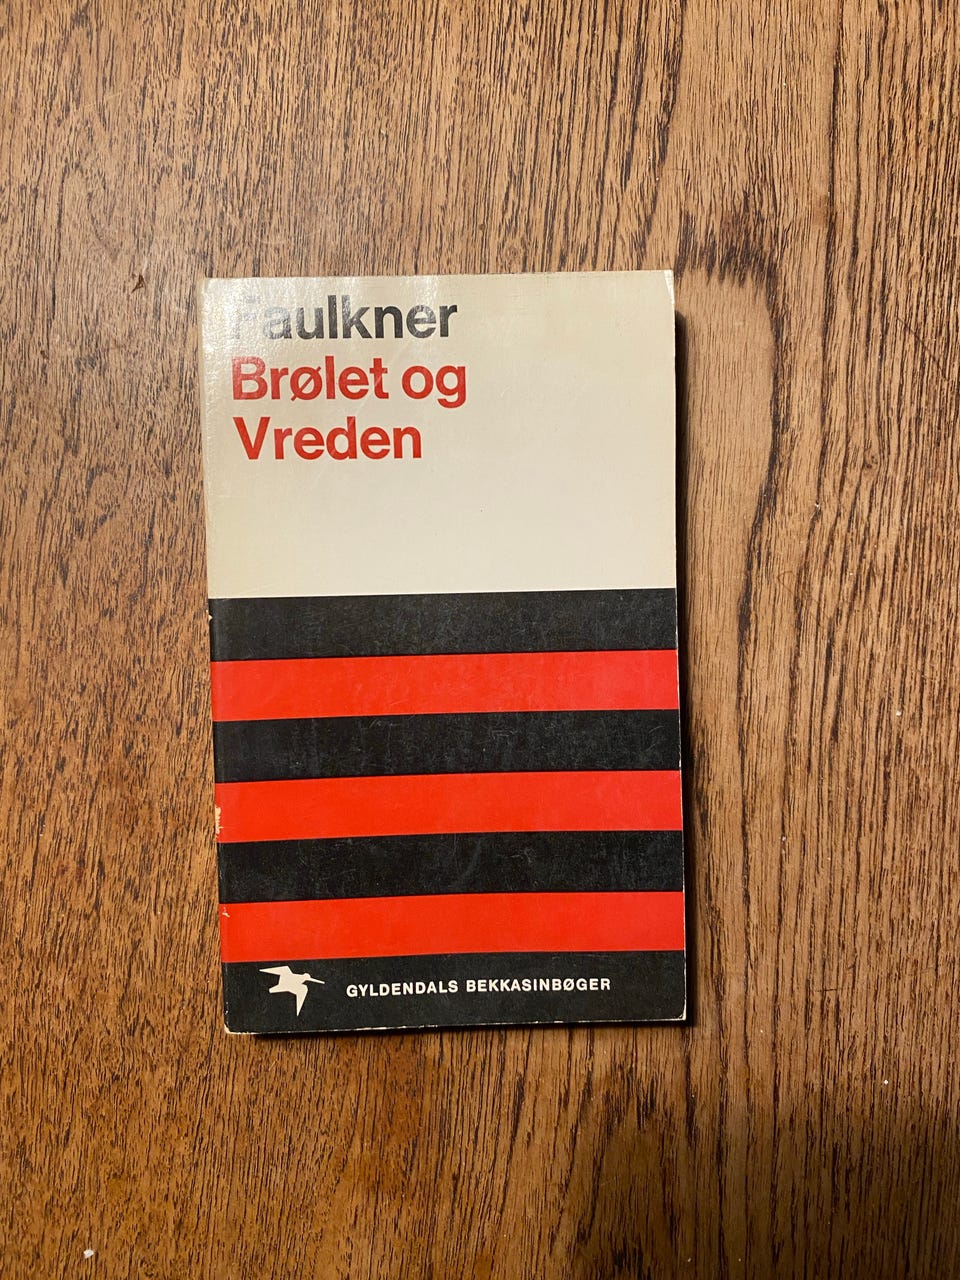 Faulkner
Brølet og
Vreden
GYLDENDALS BEKKASINBØGER